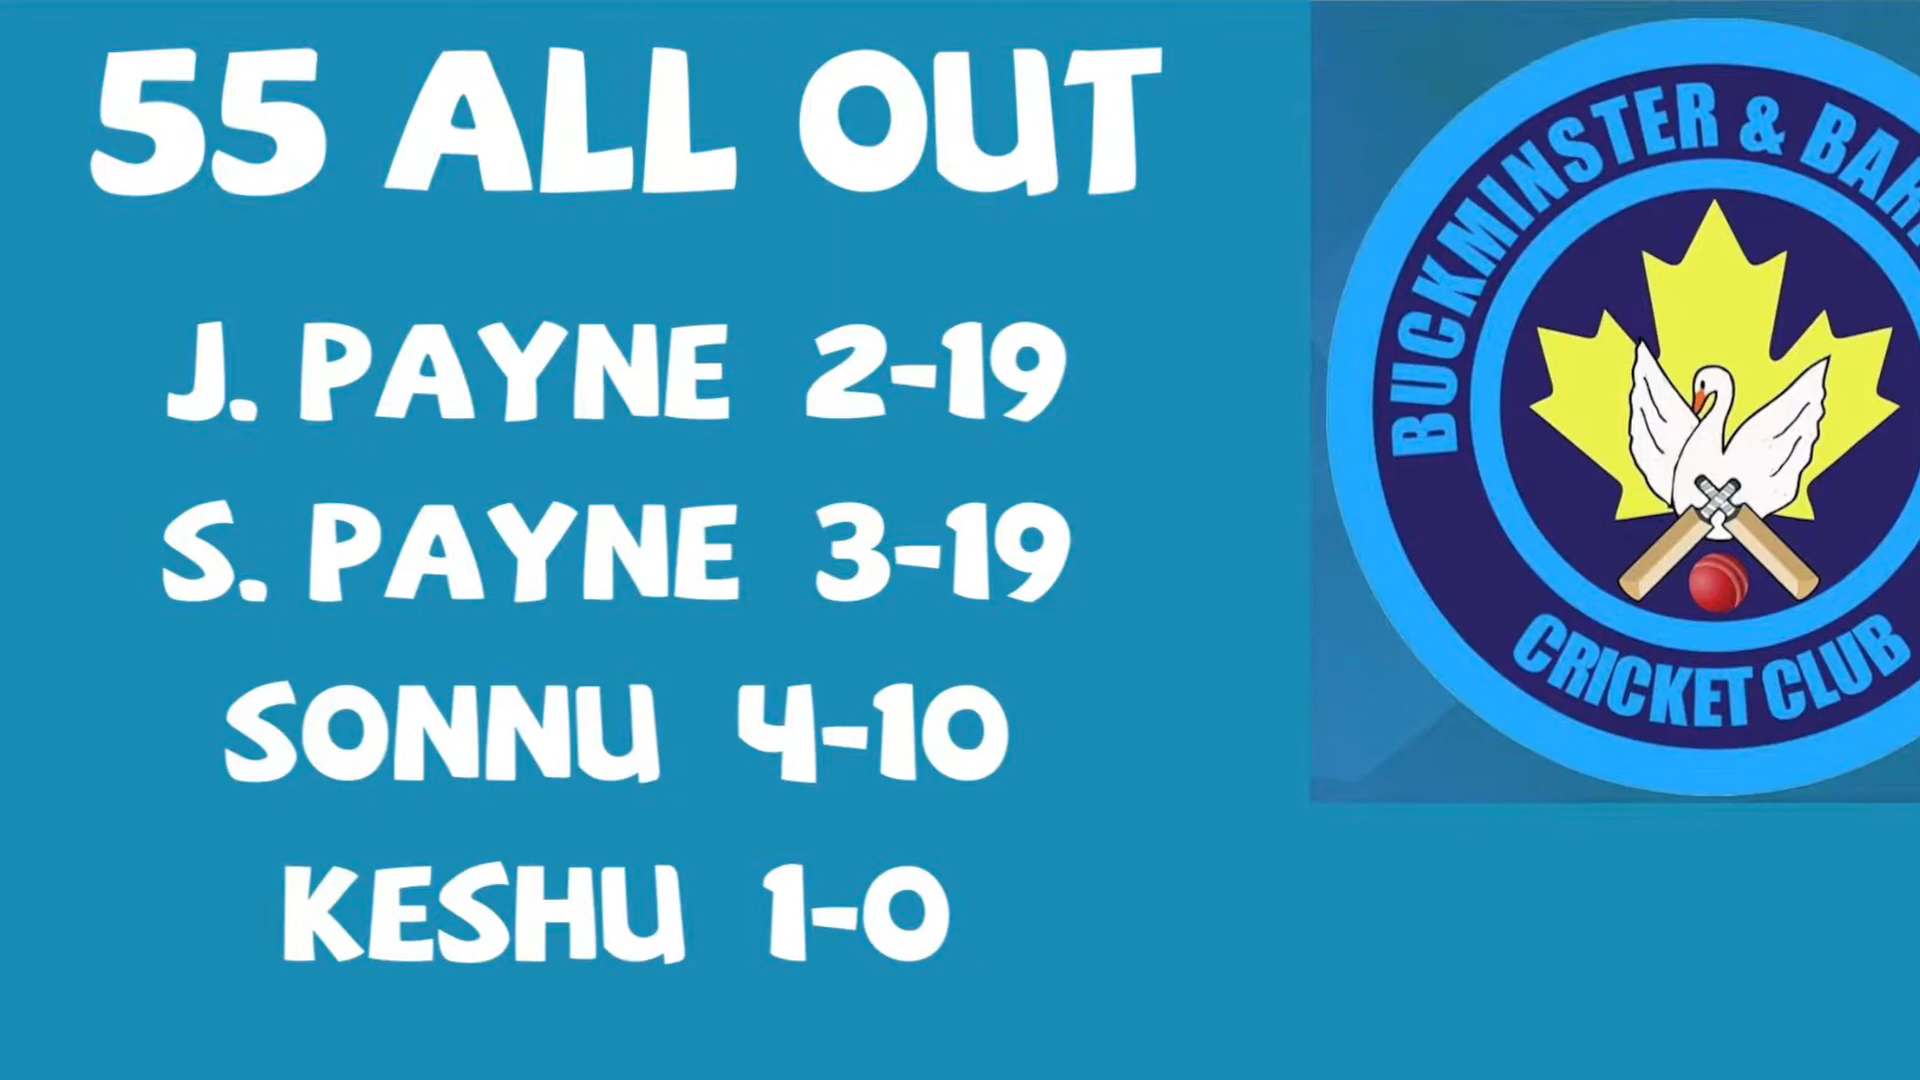 55 ALL OUT
J. PAYNE 2-19
S. PAYNE 3-19
SONNU 4-10
KESHU 1-0
BUCKMINSTER &
CRICKET CLUB